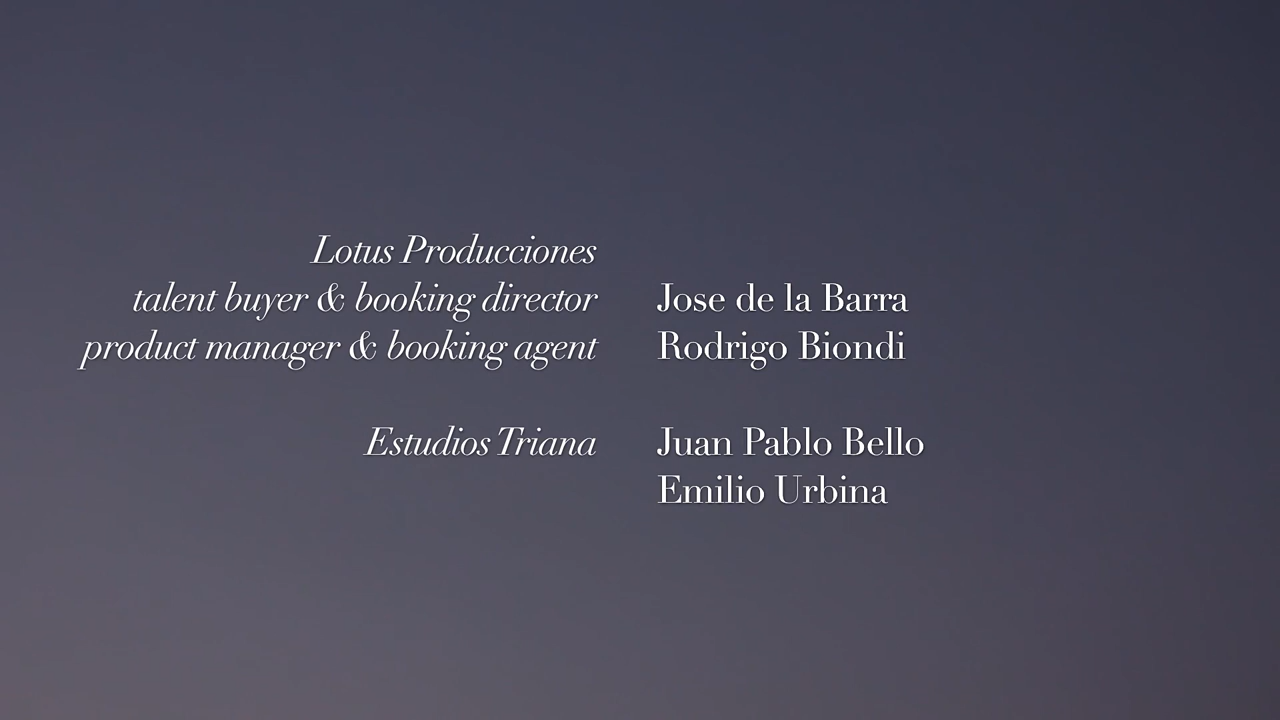 Lotus Producciones
talent buyer & booking director Jose de la Barra
product manager & booking agent Rodrigo Biondi
Estudios Triana Juan Pablo Bello
Emilio Urbina